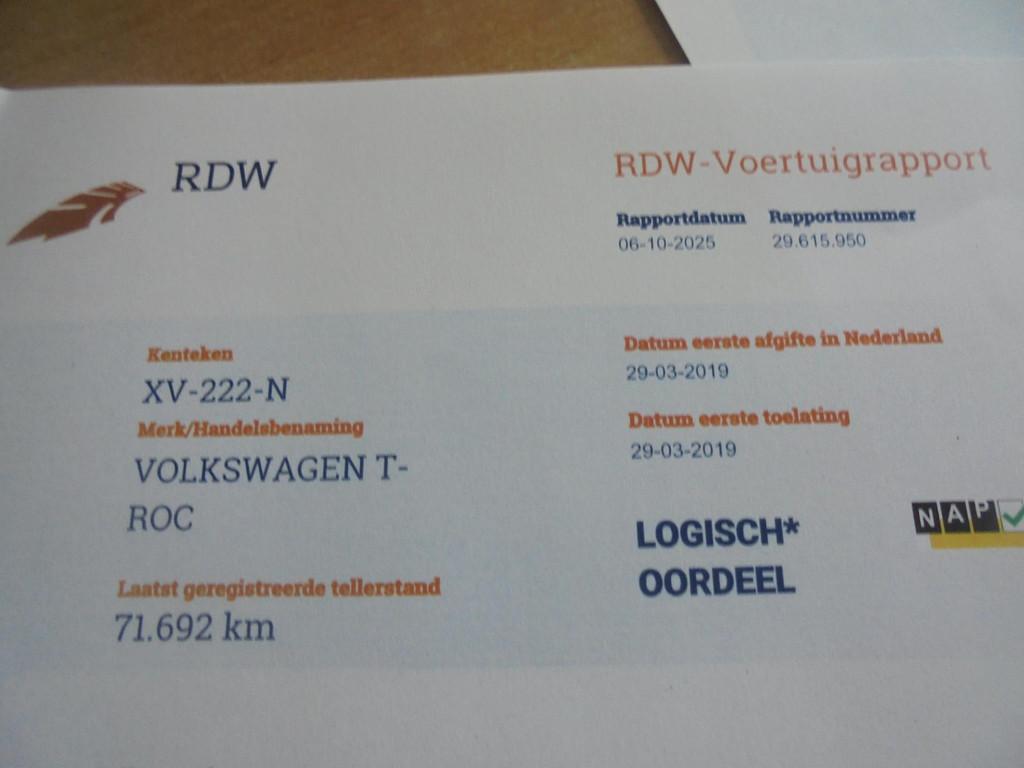 RDW
RDW-Voertuigrapport
Rapportdatum Rapportnummer
06-10-2025 29.615.950
Kenteken
XV-222-N
Merk/Handelsbenaming
VOLKSWAGEN T-
ROC
Laatst geregistreerde tellerstand
71.692 km
Datum eerste afgifte in Nederland
29-03-2019
Datum eerste toelating
29-03-2019
LOGISCH*
OORDEEL
NAP